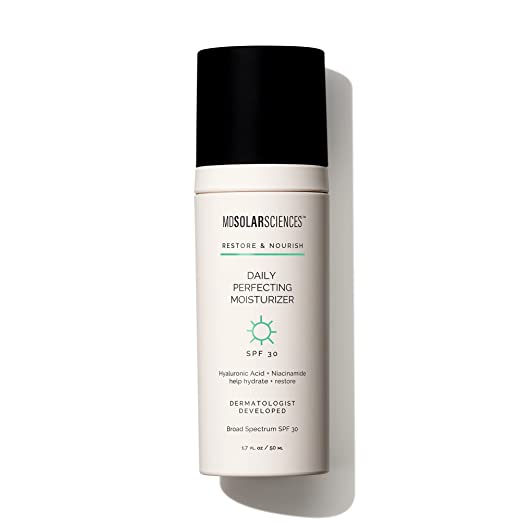 MDSOLARSCIENCES™
RESTORE & NOURISH
DAILY
PERFECTING
MOISTURIZER
SPF 30
Hyaluronic Acid + Niacinamide
help hydrate + restore
DERMATOLOGIST
DEVELOPED
Broad Spectrum SPF 30
1.7 FL OZ / 50 ML